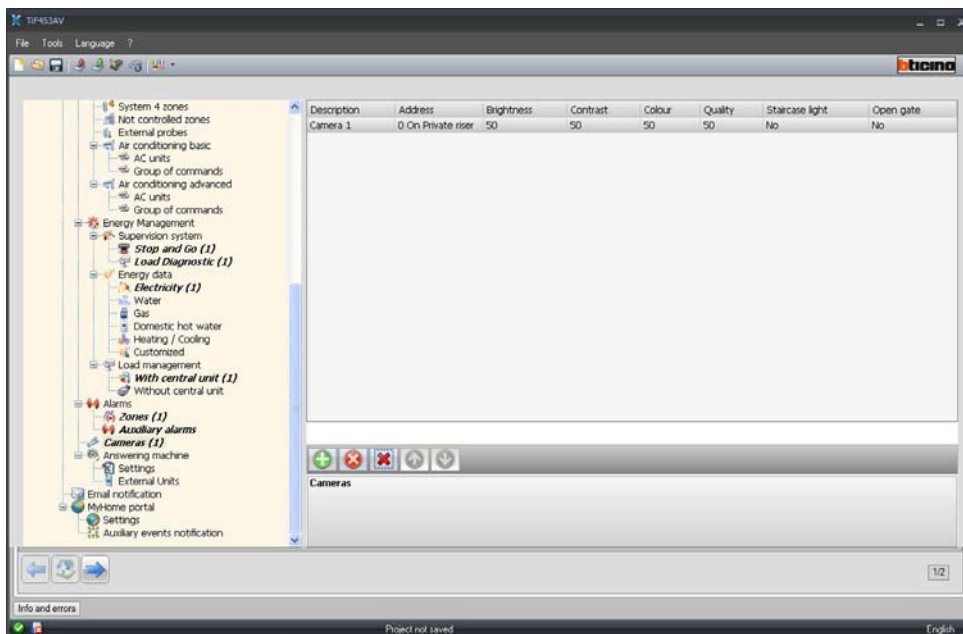 TiF453AV
File Tools Language ?
bticino
System 4 zones
Not controlled zones
External probes
Air conditioning basic
AC units
Group of commands
Air conditioning advanced
AC units
Group of commands
Energy Management
Supervision system
Stop and Go (1)
Load Diagnostic (1)
Energy data
Electricity (1)
Water
Gas
Domestic hot water
Heating / Cooling
Customized
Load management
With central unit (1)
Without central unit
Alarms
Zones (1)
Auxiliary alarms
Cameras (1)
Answering machine
Settings
External Units
Email notification
MyHome portal
Settings
Auxiliary events notification
Description Address Brightness Contrast Colour Quality Staircase light Open gate
Camera 1 0 On Private riser 50 50 50 50 No No
Cameras
1/2
Info and errors
Project not saved English